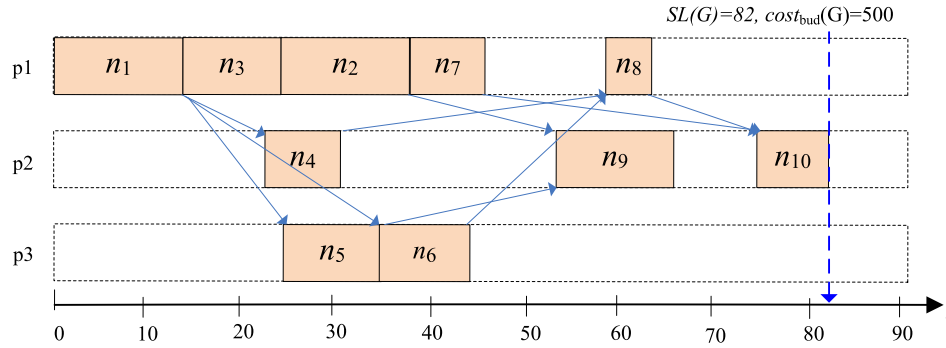 SL(G)=82, cost_bud(G)=500
p1 n₁ n₃ n₂ n₇ n₈
p2 n₄ n₉ n₁₀
p3 n₅ n₆
0 10 20 30 40 50 60 70 80 90